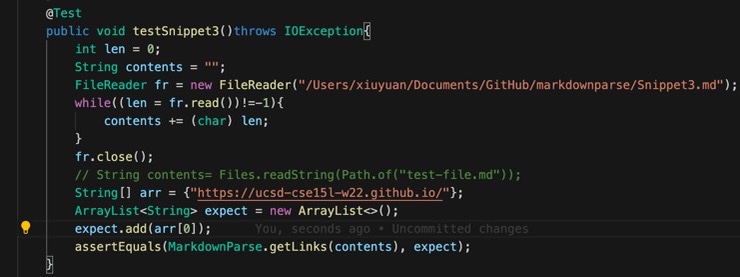 @Test
public void testSnippet3()throws IOException{
int len = 0;
String contents = "";
FileReader fr = new FileReader("/Users/xiuyuan/Documents/GitHub/markdownparse/Snippet3.md");
while((len = fr.read())!=-1){
contents += (char) len;
}
fr.close();
// String contents= Files.readString(Path.of("test-file.md"));
String[] arr = {"https://ucsd-cse15l-w22.github.io/"};
ArrayList<String> expect = new ArrayList<>();
expect.add(arr[0]); You, seconds ago • Uncommitted changes
assertEquals(MarkdownParse.getLinks(contents), expect);
}